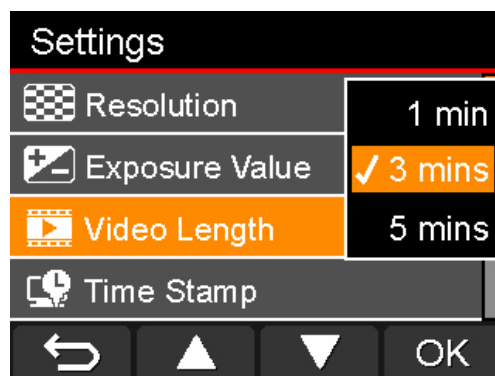 Settings
Resolution
1 min
Exposure Value
3 mins
Video Length
5 mins
Time Stamp
OK